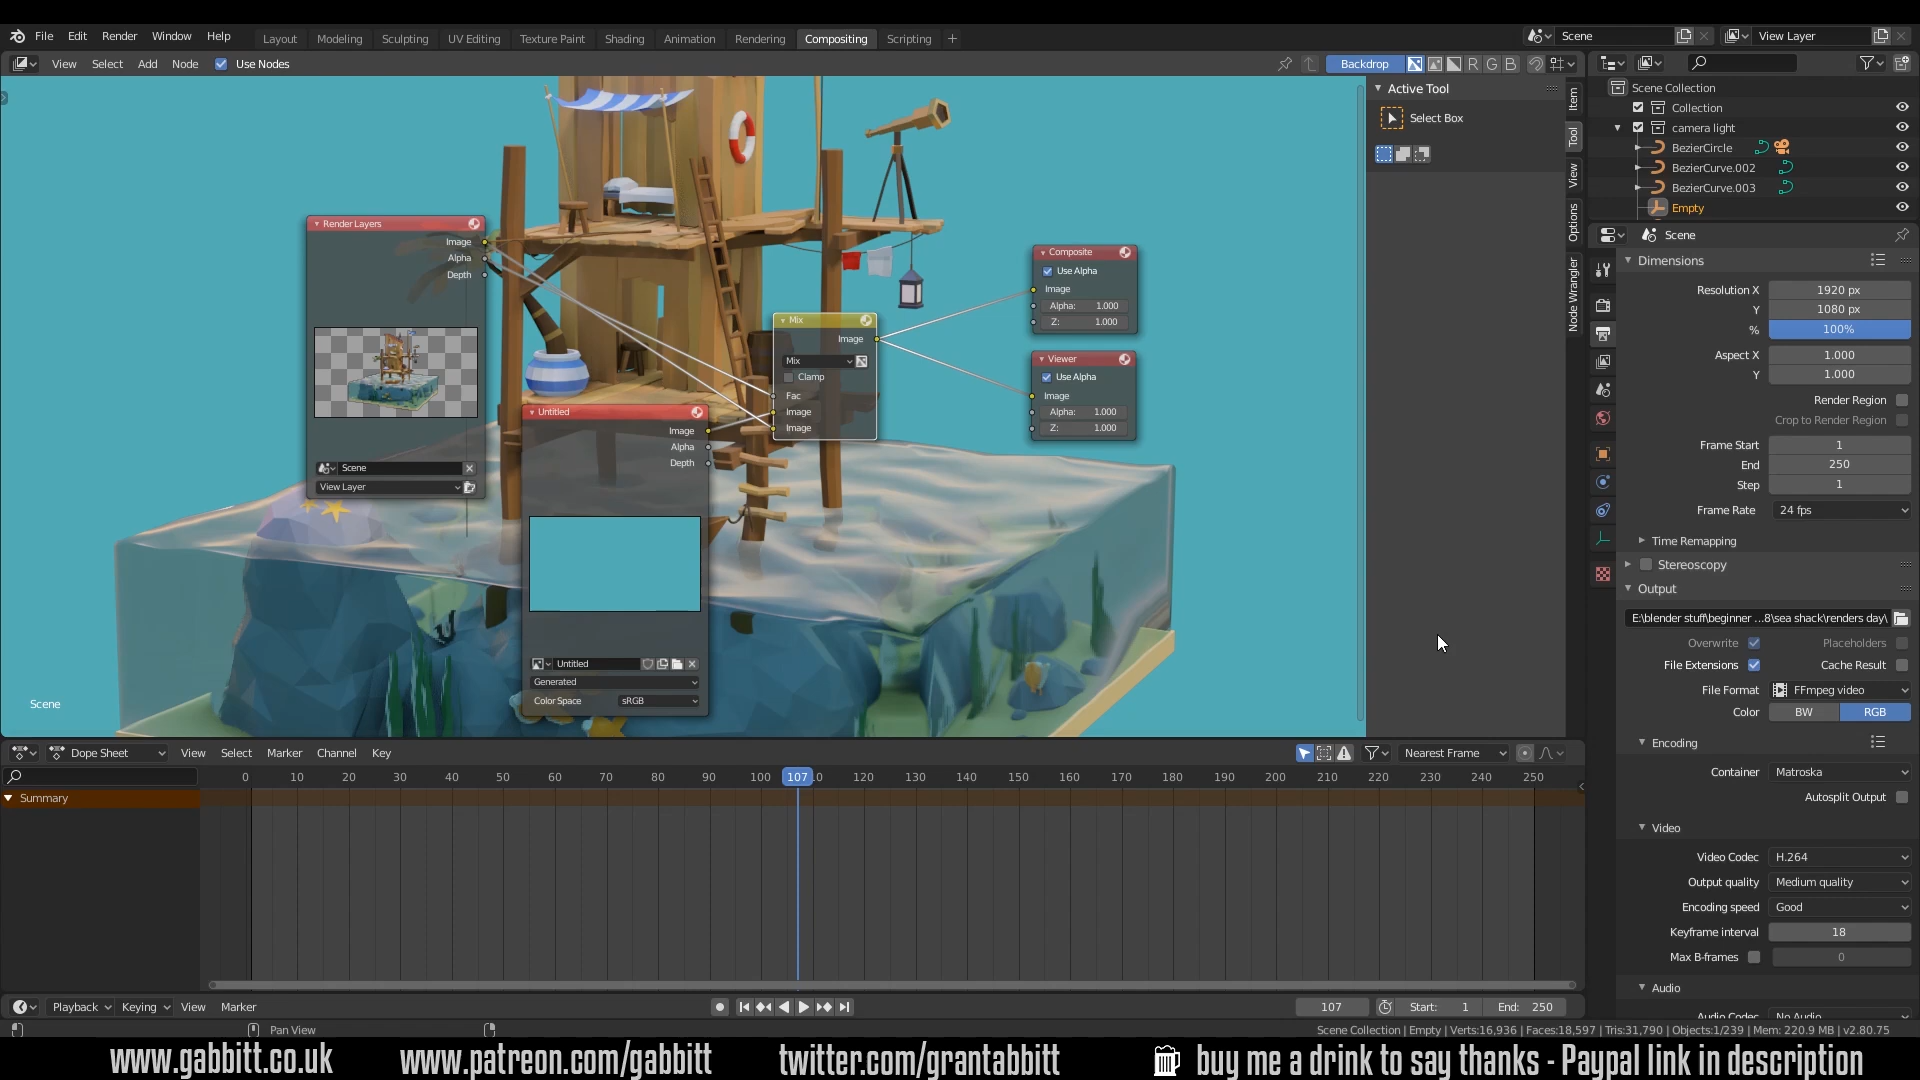 File Edit Render Window Help
Layout Modeling Sculpting UV Editing Texture Paint Shading Animation Rendering Compositing Scripting +
Scene
View Layer
View Select Add Node Use Nodes
Backdrop R G B
Active Tool
Select Box
Item
Tool
View
Options
Node Wrangler
Scene Collection
Collection
camera light
BezierCircle
BezierCurve.002
BezierCurve.003
Empty
Render Layers
Image
Alpha
Depth
Scene
View Layer
Untitled
Image
Alpha
Depth
Untitled
Generated
Color Space sRGB
Mix
Image
Mix
Clamp
Fac
Image
Image
Composite
Use Alpha
Image
Alpha: 1.000
Z: 1.000
Viewer
Use Alpha
Image
Alpha: 1.000
Z: 1.000
Scene
Scene
Dimensions
Resolution X 1920 px
Y 1080 px
% 100%
Aspect X 1.000
Y 1.000
Render Region
Crop to Render Region
Frame Start 1
End 250
Step 1
Frame Rate 24 fps
Time Remapping
Stereoscopy
Output
E:\blender stuff\beginner ...8\sea shack\renders day\
Overwrite Placeholders
File Extensions Cache Result
File Format FFmpeg video
Color BW RGB
Encoding
Container Matroska
Autosplit Output
Video
Video Codec H.264
Output quality Medium quality
Encoding speed Good
Keyframe interval 18
Max B-frames 0
Audio
Audio Codec No Audio
Dope Sheet View Select Marker Channel Key
Nearest Frame
0 10 20 30 40 50 60 70 80 90 100 107 0 120 130 140 150 160 170 180 190 200 210 220 230 240 250
Summary
Playback Keying View Marker
107 Start: 1 End: 250
Pan View
Scene Collection | Empty | Verts:16,936 | Faces:18,597 | Tris:31,790 | Objects:1/239 | Mem: 220.9 MB | v2.80.75
www.gabbitt.co.uk www.patreon.com/gabbitt twitter.com/grantabbitt buy me a drink to say thanks - Paypal link in description